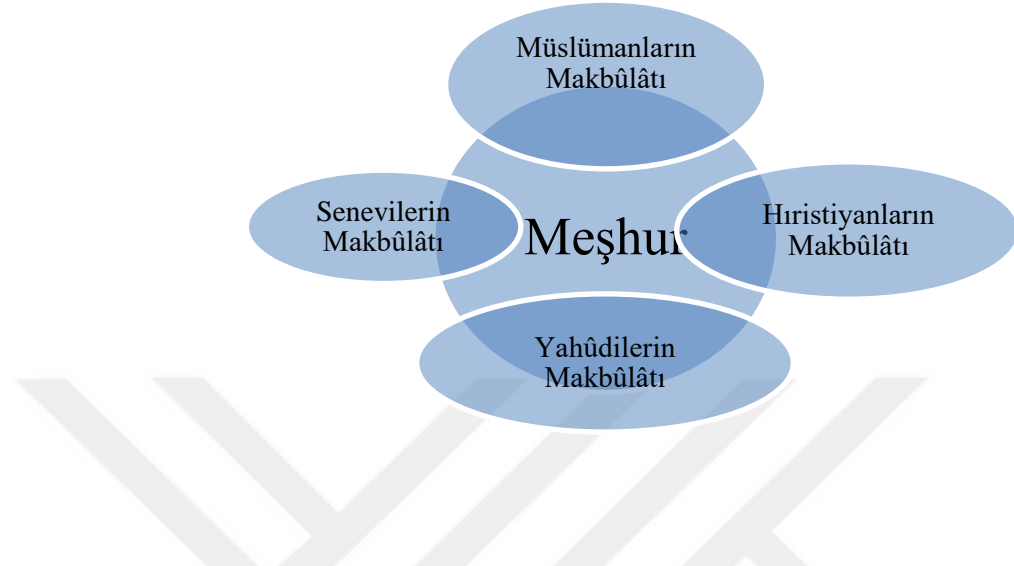 Müslümanların
Makbûlâtı
Senevilerin
Makbûlâtı
Meşhur
Hıristiyanların
Makbûlâtı
Yahûdilerin
Makbûlâtı